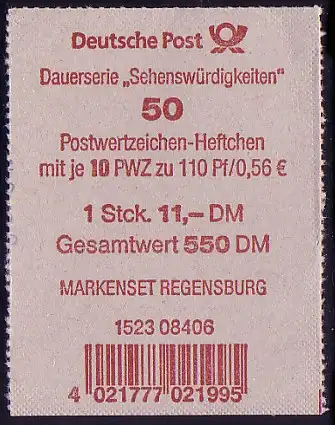 Deutsche Post
Dauerserie „Sehenswürdigkeiten"
50
Postwertzeichen-Heftchen
mit je 10 PWZ zu 110 Pf/0,56 €
1 Stck. 11,– DM
Gesamtwert 550 DM
MARKENSET REGENSBURG
1523 08406
4 021777 021995